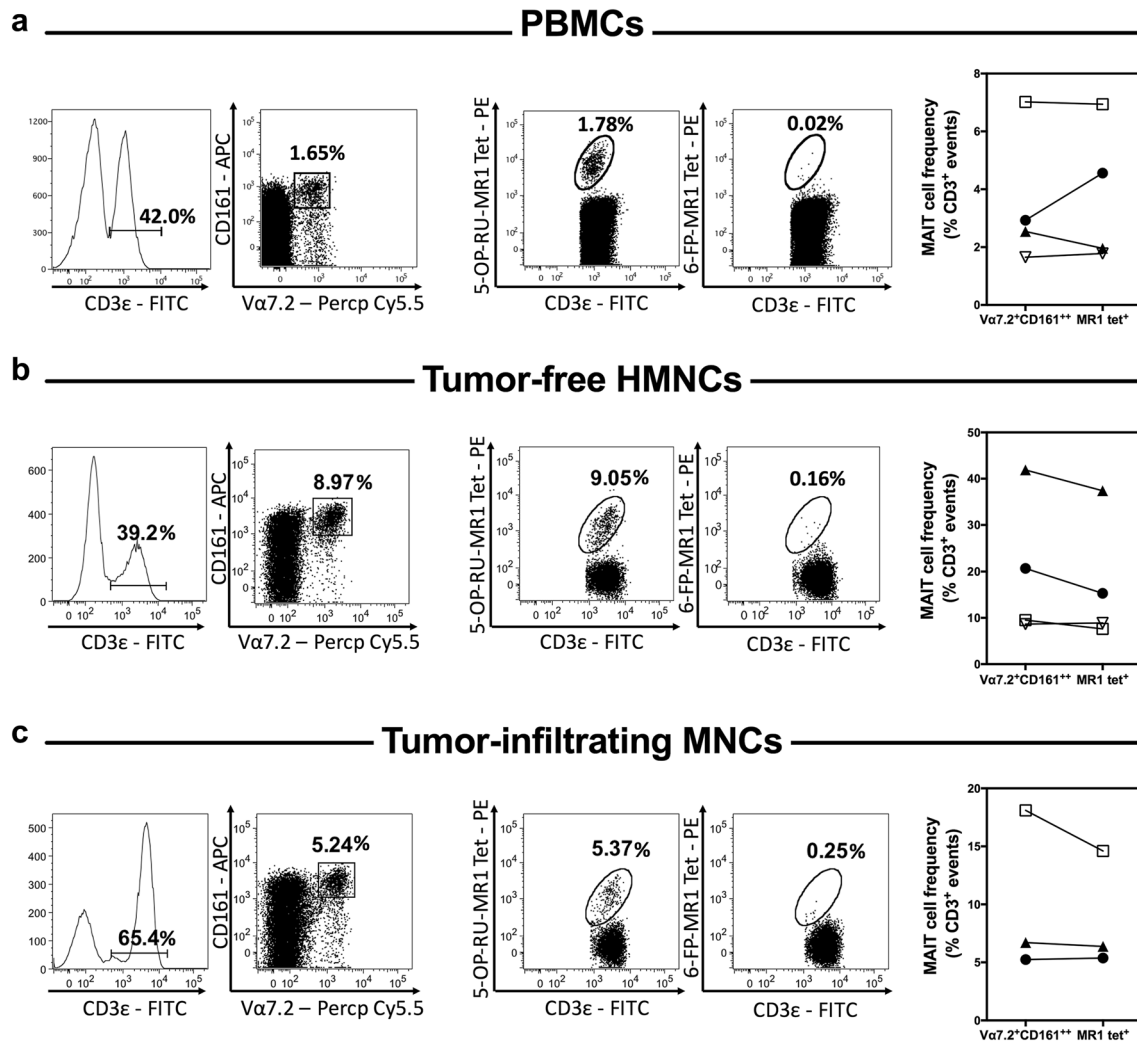 a
PBMCs
1200
900
600
300
0
0 10² 10³ 10⁴ 10⁵
42.0%
CD3ε - FITC
CD161 - APC
10⁵
10⁴
10³
10²
0
1.65%
0 10² 10³ 10⁴ 10⁵
Vα7.2 – Percp Cy5.5
5-OP-RU-MR1 Tet - PE
10⁵
10⁴
10³
10²
0
1.78%
0 10² 10³ 10⁴ 10⁵
CD3ε - FITC
6-FP-MR1 Tet - PE
10⁵
10⁴
10³
10²
0
0.02%
0 10² 10³ 10⁴ 10⁵
CD3ε - FITC
MAIT cell frequency
(% CD3⁺ events)
8
6
4
2
0
Vα7.2⁺CD161⁺⁺ MR1 tet⁺
b
Tumor-free HMNCs
600
400
200
0
0 10² 10³ 10⁴ 10⁵
39.2%
CD3ε - FITC
CD161 - APC
10⁵
10⁴
10³
10²
0
8.97%
0 10² 10³ 10⁴ 10⁵
Vα7.2 – Percp Cy5.5
5-OP-RU-MR1 Tet - PE
10⁵
10⁴
10³
10²
0
9.05%
0 10² 10³ 10⁴ 10⁵
CD3ε - FITC
6-FP-MR1 Tet - PE
10⁵
10⁴
10³
10²
0
0.16%
0 10² 10³ 10⁴ 10⁵
CD3ε - FITC
MAIT cell frequency
(% CD3⁺ events)
50
40
30
20
10
0
Vα7.2⁺CD161⁺⁺ MR1 tet⁺
c
Tumor-infiltrating MNCs
500
400
300
200
100
0
0 10² 10³ 10⁴ 10⁵
65.4%
CD3ε - FITC
CD161 - APC
10⁵
10⁴
10³
10²
0
5.24%
0 10² 10³ 10⁴ 10⁵
Vα7.2 – Percp Cy5.5
5-OP-RU-MR1 Tet - PE
10⁵
10⁴
10³
10²
0
5.37%
0 10² 10³ 10⁴ 10⁵
CD3ε - FITC
6-FP-MR1 Tet - PE
10⁵
10⁴
10³
10²
0
0.25%
0 10² 10³ 10⁴ 10⁵
CD3ε - FITC
MAIT cell frequency
(% CD3⁺ events)
20
15
10
5
0
Vα7.2⁺CD161⁺⁺ MR1 tet⁺